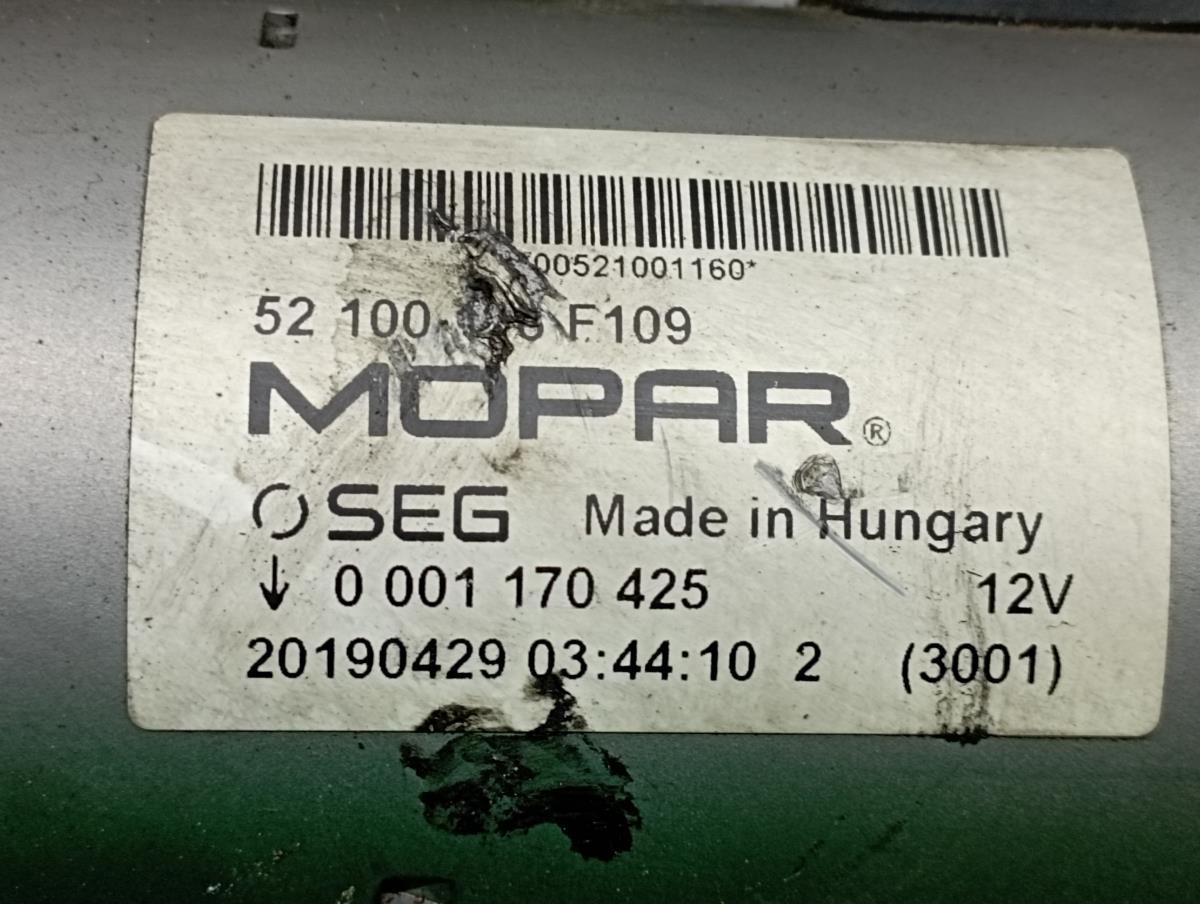 00521001160*
52 100 F109
MOPAR®
SEG Made in Hungary
↓ 0 001 170 425 12V
20190429 03:44:10 2 (3001)